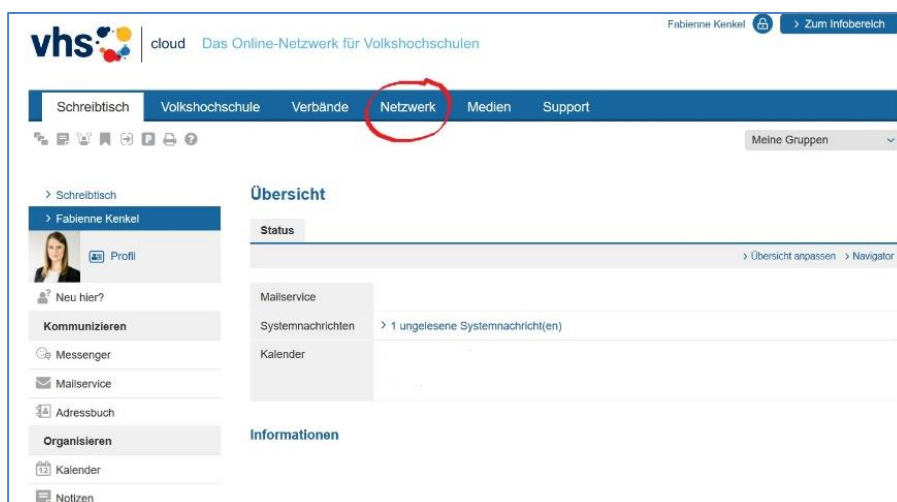 Fabienne Kenkel > Zum Infobereich
vhs cloud Das Online-Netzwerk für Volkshochschulen
Schreibtisch Volkshochschule Verbände Netzwerk Medien Support
P ?
Meine Gruppen
> Schreibtisch
Übersicht
> Fabienne Kenkel
Status
Profil
> Übersicht anpassen > Navigator
Neu hier?
Mailservice
Kommunizieren
Systemnachrichten > 1 ungelesene Systemnachricht(en)
Messenger
Kalender
Mailservice
Adressbuch
Organisieren
Informationen
12 Kalender
Notizen